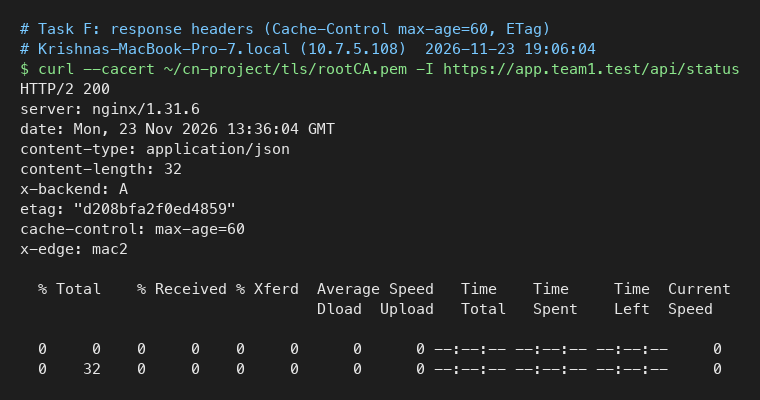 # Task F: response headers (Cache-Control max-age=60, ETag)
# Krishnas-MacBook-Pro-7.local (10.7.5.108)  2026-11-23 19:06:04
$ curl --cacert ~/cn-project/tls/rootCA.pem -I https://app.team1.test/api/status
HTTP/2 200
server: nginx/1.31.6
date: Mon, 23 Nov 2026 13:36:04 GMT
content-type: application/json
content-length: 32
x-backend: A
etag: "d208bfa2f0ed4859"
cache-control: max-age=60
x-edge: mac2
  % Total    % Received % Xferd  Average Speed   Time    Time     Time  Current
                                 Dload  Upload   Total   Spent    Left  Speed
  0     0    0     0    0     0      0      0 --:--:-- --:--:-- --:--:--     0
  0    32    0     0    0     0      0      0 --:--:-- --:--:-- --:--:--     0